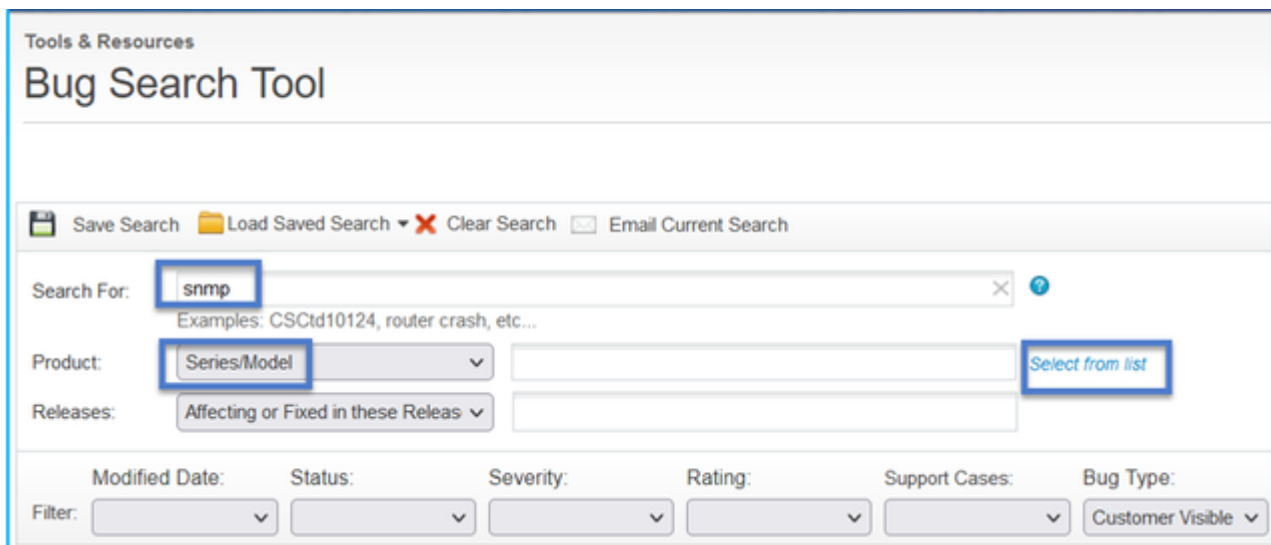 Tools & Resources
Bug Search Tool
Save Search Load Saved Search Clear Search Email Current Search
Search For: snmp
Examples: CSCtd10124, router crash, etc...
Product: Series/Model Select from list
Releases: Affecting or Fixed in these Releas
Modified Date: Status: Severity: Rating: Support Cases: Bug Type:
Filter: Customer Visible